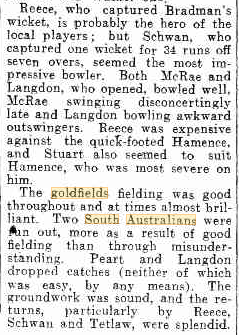 Reece, who captured Bradman's
wicket, is probably the hero of the
local players; but Schwan, who
captured one wicket for 34 runs off
seven overs, seemed the most im-
pressive bowler. Both McRae and
Langdon, who opened, bowled well,
McRae swinging disconcertingly
late and Langdon bowling awkward
outswingers. Reece was expensive
against the quick-footed Hamence,
and Stuart also seemed to suit
Hamence, who was most severe on
him.
The goldfields fielding was good
throughout and at times almost bril-
liant. Two South Australians were
run out, more as a result of good
fielding than through misunder-
standing. Peart and Langdon
dropped catches (neither of which
was easy, by any means). The
groundwork was sound, and the re-
turns, particularly by Reece,
Schwan and Tetlaw, were splendid.